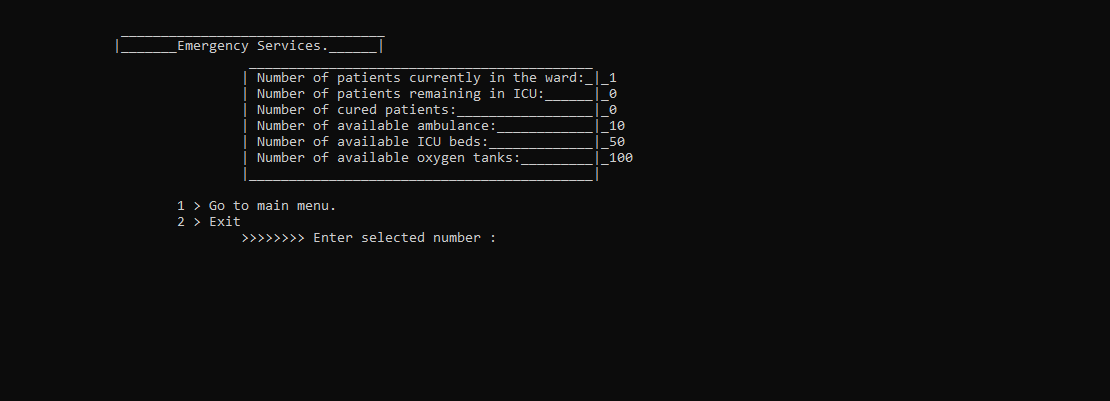 |_______Emergency Services.______|
| Number of patients currently in the ward:_|_1
| Number of patients remaining in ICU:______|_0
| Number of cured patients:_________________|_0
| Number of available ambulance:____________|_10
| Number of available ICU beds:_____________|_50
| Number of available oxygen tanks:_________|_100
1 > Go to main menu.
2 > Exit
>>>>>>>> Enter selected number :